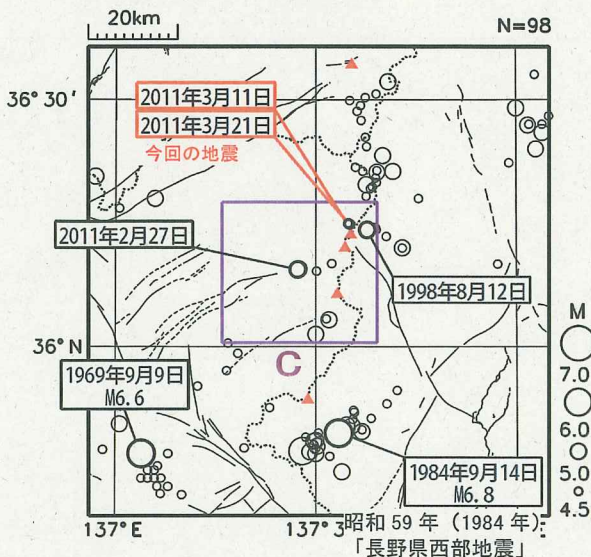 20km
N=98
36° 30′
2011年3月11日
2011年3月21日
今回の地震
2011年2月27日
1998年8月12日
M
7.0
6.0
5.0
4.5
36° N
C
1969年9月9日
M6.6
1984年9月14日
M6.8
137° E
137° 3
昭和 59 年（1984 年）
「長野県西部地震」